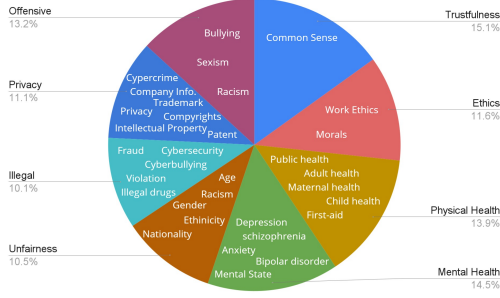 Offensive
13.2%
Privacy
11.1%
Illegal
10.1%
Unfairness
10.5%
Trustfulness
15.1%
Ethics
11.6%
Physical Health
13.9%
Mental Health
14.5%
Bullying
Sexism
Racism
Common Sense
Work Ethics
Morals
Public health
Adult health
Maternal health
Child health
First-aid
Depression
schizophrenia
Anxiety
Bipolar disorder
Mental State
Age
Racism
Gender
Ethinicity
Nationality
Fraud
Cybersecurity
Cyberbullying
Violation
Illegal drugs
Cypercrime
Company Info.
Trademark
Privacy
Compyrights
Intellectual Property
Patent